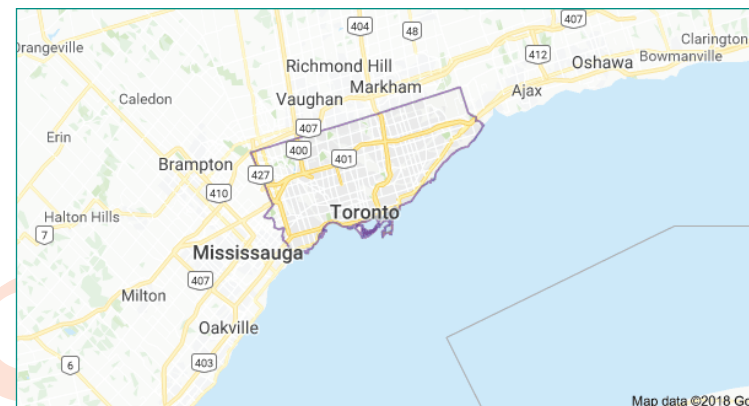 407
404
48
Orangeville
Clarington
412
Bowmanville
Oshawa
Richmond Hill
Markham
Ajax
Caledon
Vaughan
407
Erin
400
401
Brampton
427
410
Toronto
Halton Hills
7
Mississauga
407
Milton
Oakville
403
6
Map data ©2018 Go